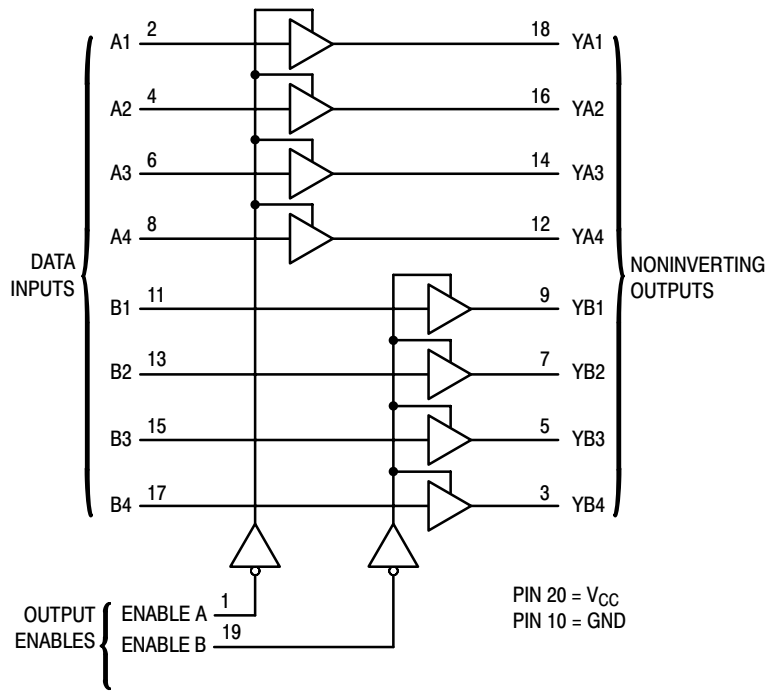 A1 2 18 YA1
A2 4 16 YA2
A3 6 14 YA3
A4 8 12 YA4
DATA
INPUTS
NONINVERTING
OUTPUTS
B1 11 9 YB1
B2 13 7 YB2
B3 15 5 YB3
B4 17 3 YB4
OUTPUT
ENABLES
ENABLE A 1
ENABLE B 19
PIN 20 = VCC
PIN 10 = GND